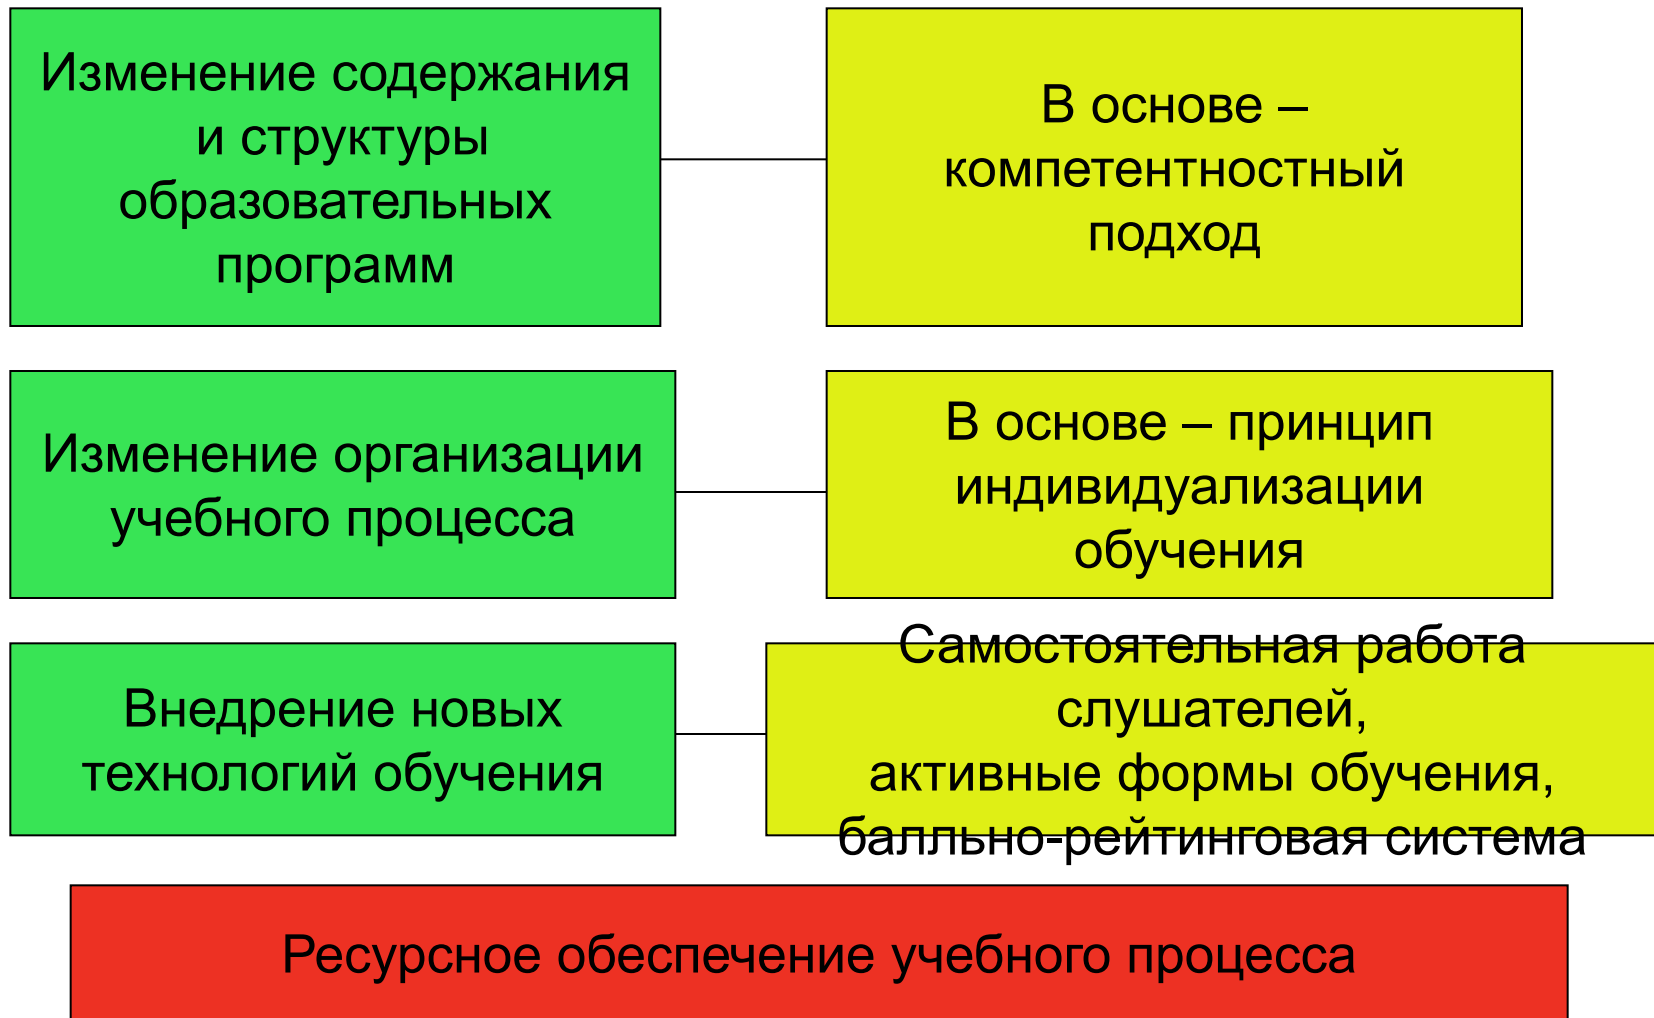 Изменение содержания
и структуры
образовательных
программ
В основе –
компетентностный
подход
Изменение организации
учебного процесса
В основе – принцип
индивидуализации
обучения
Внедрение новых
технологий обучения
Самостоятельная работа
слушателей,
активные формы обучения,
балльно-рейтинговая система
Ресурсное обеспечение учебного процесса